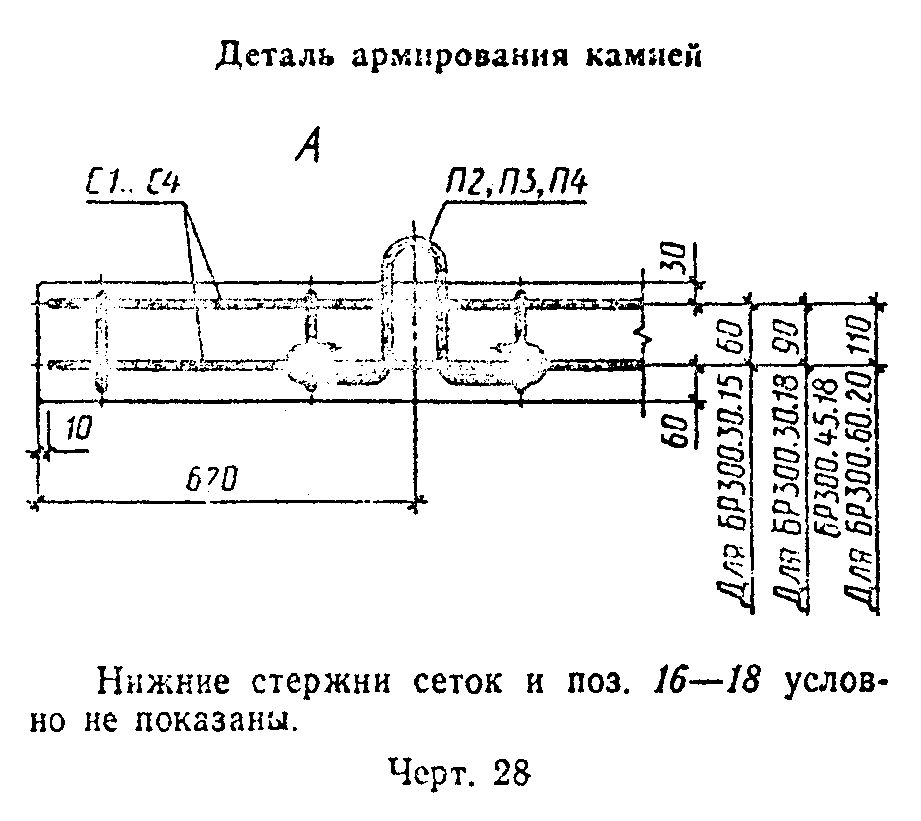 Деталь армирования камней
А
С1.. С4
П2, П3, П4
30
60
90
110
60
10
620
Для БР300.30.15
Для БР300.30.18
БР300.45.18
Для БР300.60.20
Нижние стержни сеток и поз. 16—18 услов-
но не показаны.
Черт. 28